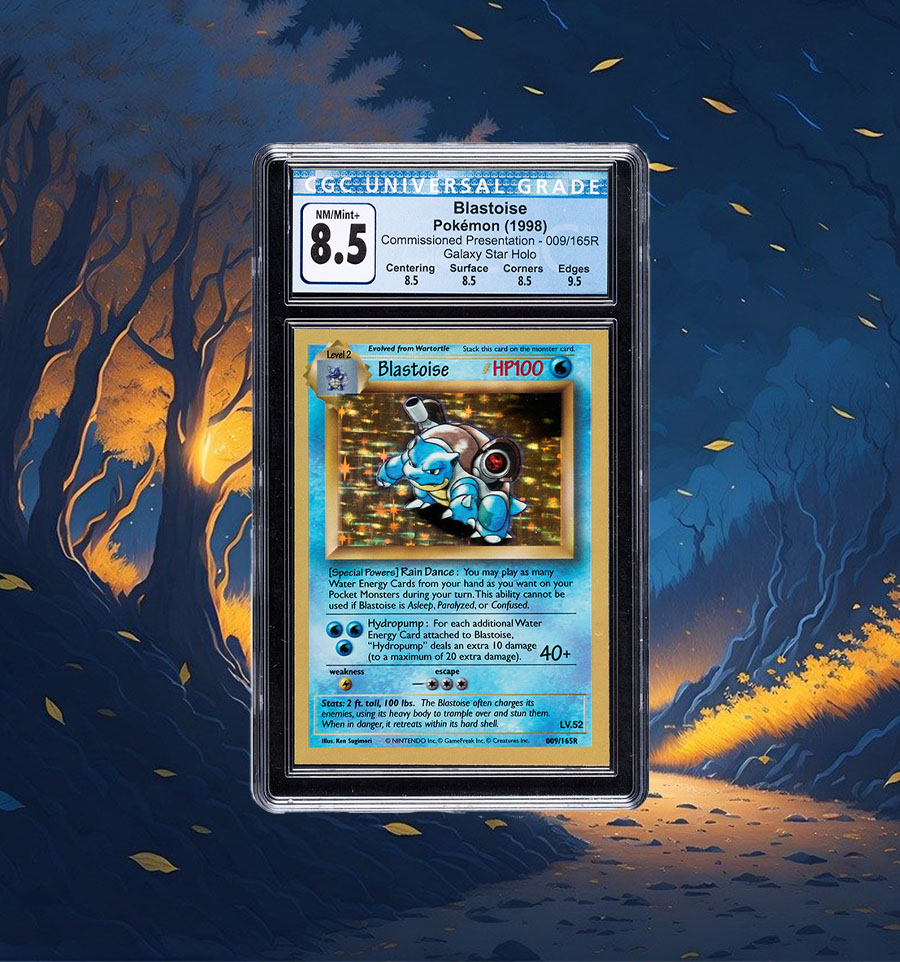 CGC UNIVERSAL GRADE
NM/Mint+
8.5
Blastoise
Pokémon (1998)
Commissioned Presentation - 009/165R
Galaxy Star Holo
Centering Surface Corners Edges
8.5 8.5 8.5 9.5
Evolved from Wartortle Stack this card on the monster card.
Level 2
Blastoise HP100
[Special Powers] Rain Dance : You may play as many
Water Energy Cards from your hand as you want on your
Pocket Monsters during your turn. This ability cannot be
used if Blastoise is Asleep, Paralyzed, or Confused.
Hydropump : For each additional Water
Energy Card attached to Blastoise,
"Hydropump" deals an extra 10 damage
(to a maximum of 20 extra damage). 40+
weakness escape
Stats: 2 ft. tall, 100 lbs. The Blastoise often charges its
enemies, using its heavy body to trample over and stun them.
When in danger, it retreats within its hard shell. LV.52
Illus. Ken Sugimori © NINTENDO Inc, © GameFreak Inc, © Creatures Inc. 009/165R